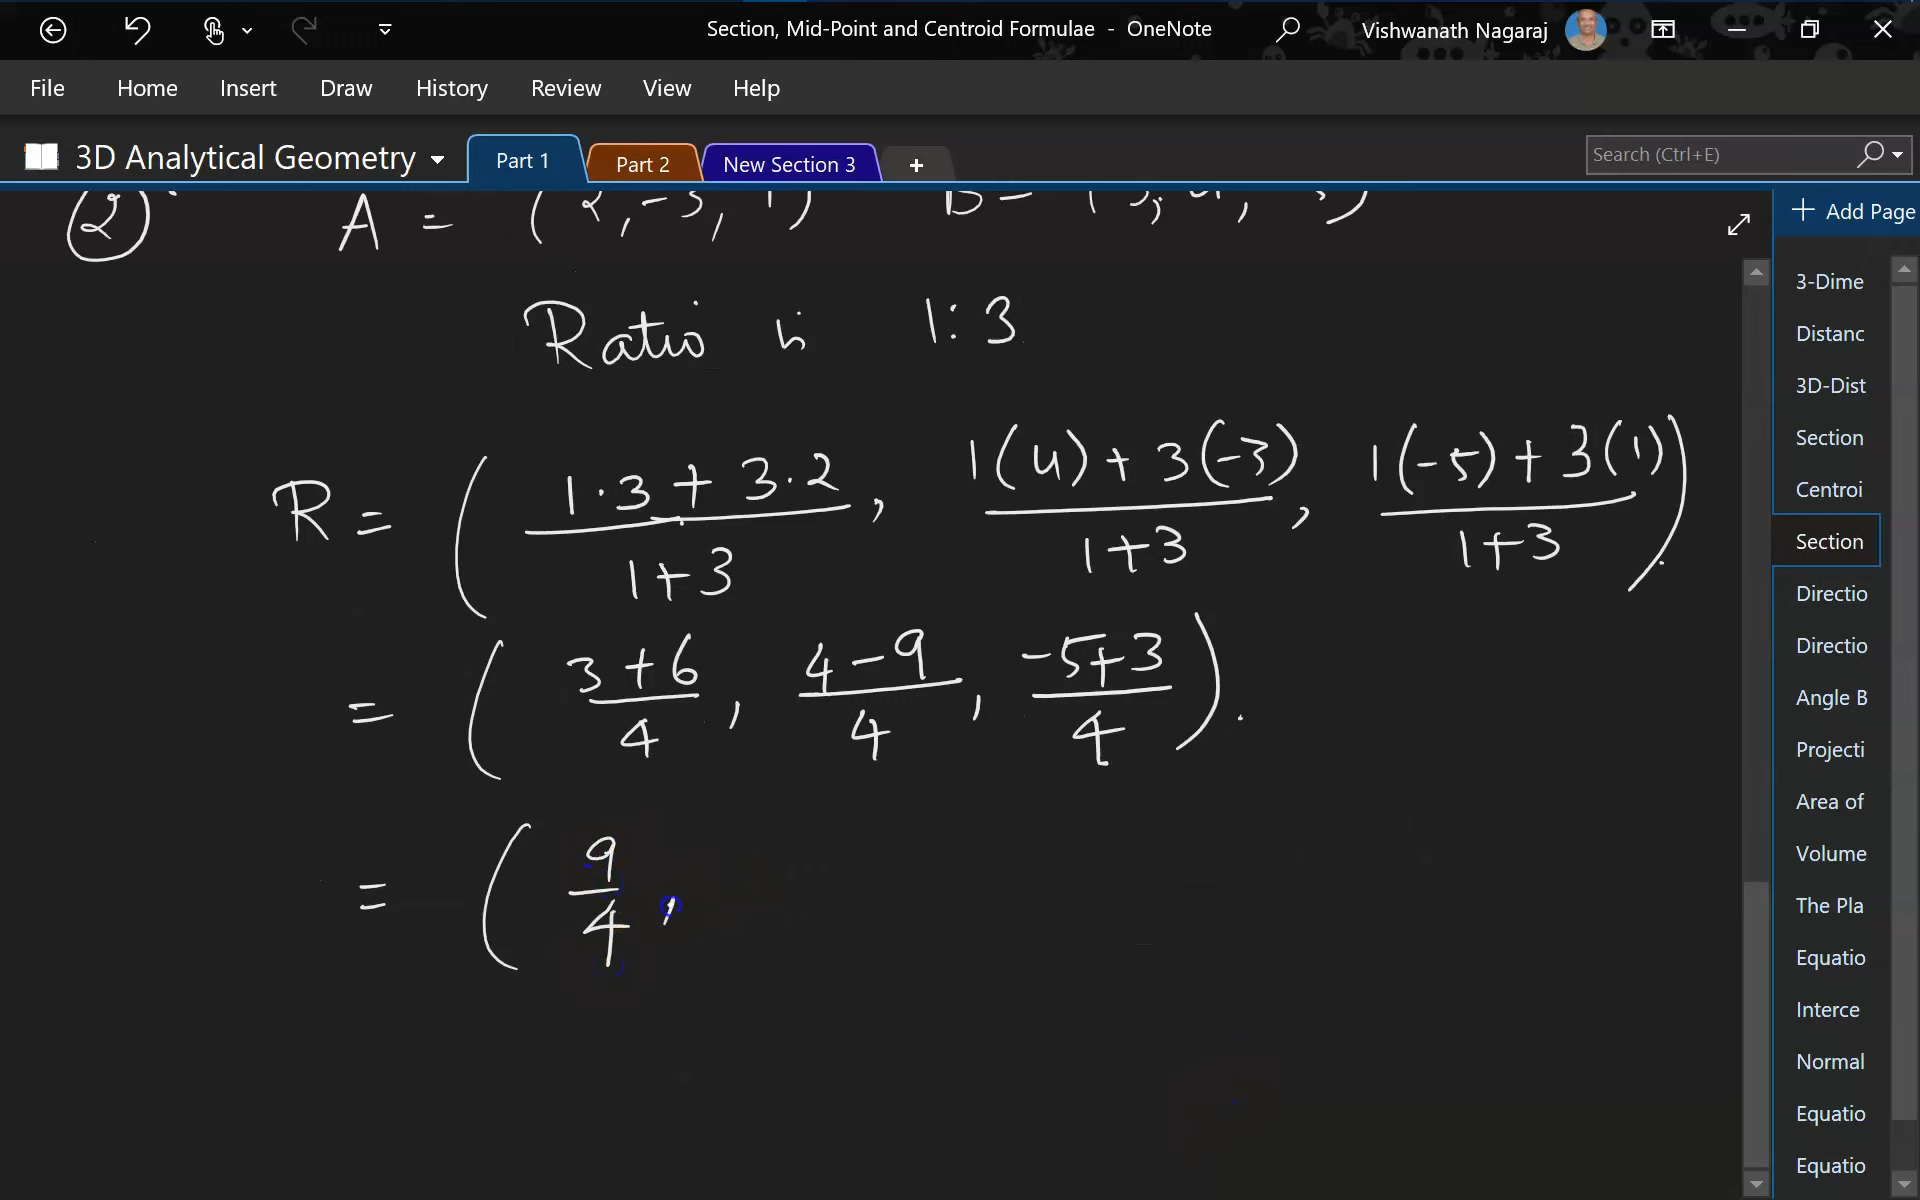 Section, Mid-Point and Centroid Formulae - OneNote
Vishwanath Nagaraj
File Home Insert Draw History Review View Help
3D Analytical Geometry
Part 1
Part 2
New Section 3
+
Search (Ctrl+E)
+ Add Page
3-Dime
Distanc
3D-Dist
Section
Centroi
Section
Directio
Directio
Angle B
Projecti
Area of
Volume
The Pla
Equatio
Interce
Normal
Equatio
Equatio
(2). A = (2, -3, 1) B =
Ratio is 1:3
R = ( (1·3 + 3·2)/(1+3), (1(4) + 3(-3))/(1+3), (1(-5) + 3(1))/(1+3) )
= ( (3+6)/4, (4-9)/4, (-5+3)/4 ).
= ( 9/4,